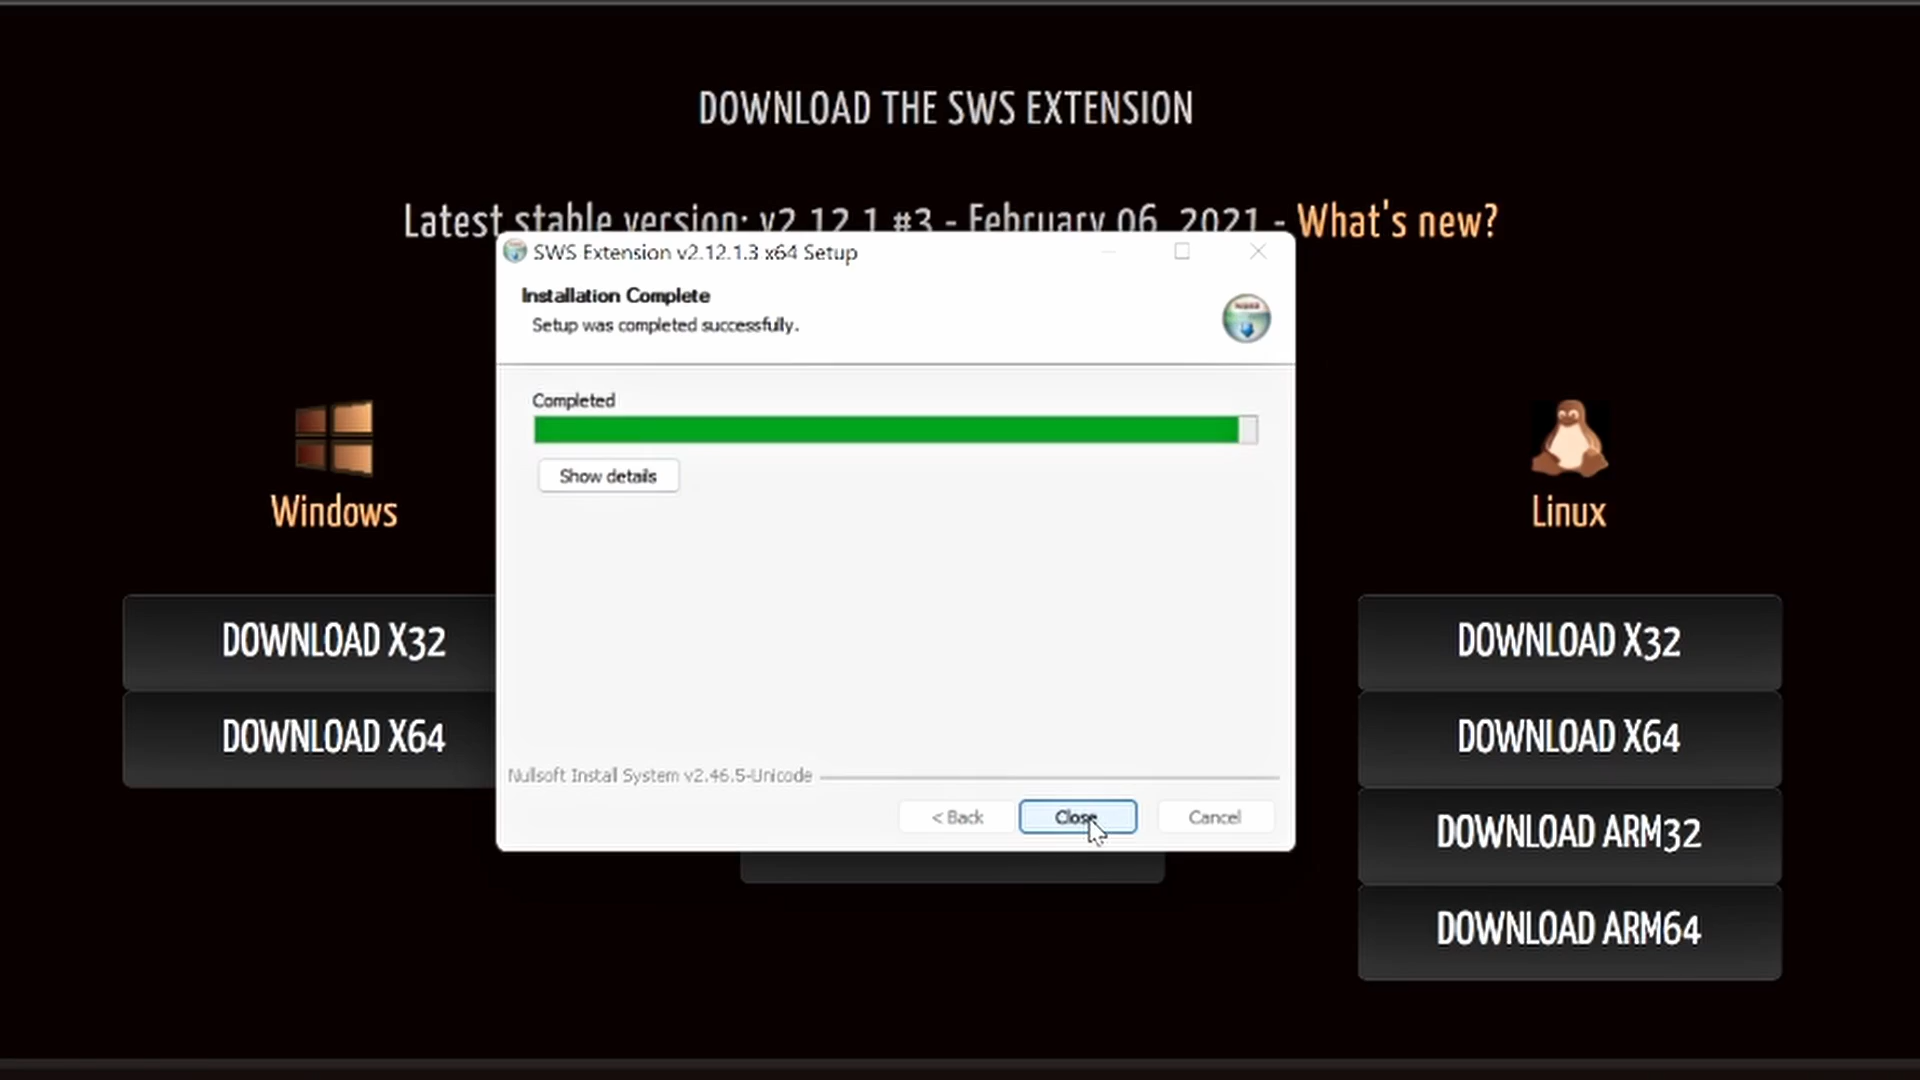 DOWNLOAD THE SWS EXTENSION
Latest stable version: v2.12.1 #3 - February 06, 2021 - What's new?
SWS Extension v2.12.1.3 x64 Setup
Installation Complete
Setup was completed successfully.
Completed
Show details
Nullsoft Install System v2.46.5-Unicode
< Back
Close
Cancel
Windows
DOWNLOAD X32
DOWNLOAD X64
Linux
DOWNLOAD X32
DOWNLOAD X64
DOWNLOAD ARM32
DOWNLOAD ARM64